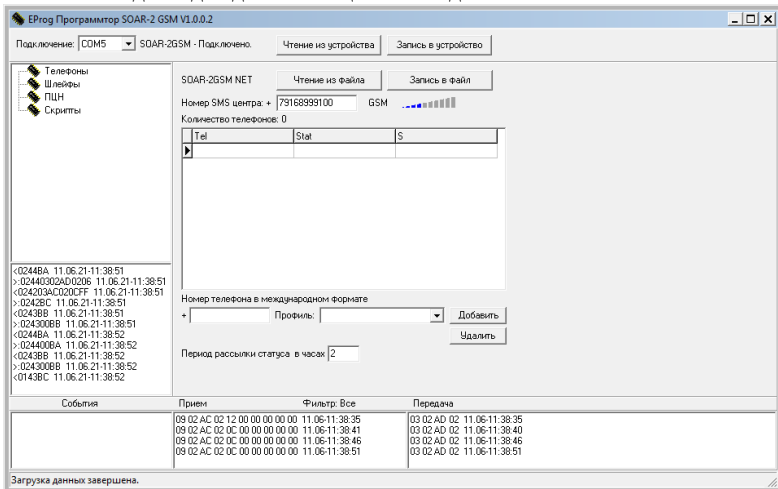 EProg Программтор SOAR-2 GSM V1.0.0.2
Подключение: COM5 SOAR-2GSM - Подключено. Чтение из устройства Запись в устройство
Телефоны
Шлейфы
ПЦН
Скрипты
SOAR-2GSM NET Чтение из файла Запись в файл
Номер SMS центра: + 79168999100 GSM
Количество телефонов: 0
Tel Stat S
<0244BA 11.06.21-11:38:51
>:02440302AD0206 11.06.21-11:38:51
<024203AC020CFF 11.06.21-11:38:51
>:0242BC 11.06.21-11:38:51
<0243BB 11.06.21-11:38:51
>:024300BB 11.06.21-11:38:51
<0244BA 11.06.21-11:38:52
>:024400BA 11.06.21-11:38:52
<0243BB 11.06.21-11:38:52
>:024300BB 11.06.21-11:38:52
<0143BC 11.06.21-11:38:52
Номер телефона в международном формате
+ Профиль: Добавить
Удалить
Период рассылки статуса в часах 2
События Прием Фильтр: Все Передача
09 02 AC 02 12 00 00 00 00 00 11.06-11:38:35
09 02 AC 02 0C 00 00 00 00 00 11.06-11:38:41
09 02 AC 02 0C 00 00 00 00 00 11.06-11:38:46
09 02 AC 02 0C 00 00 00 00 00 11.06-11:38:51
03 02 AD 02 11.06-11:38:35
03 02 AD 02 11.06-11:38:40
03 02 AD 02 11.06-11:38:46
03 02 AD 02 11.06-11:38:51
Загрузка данных завершена.